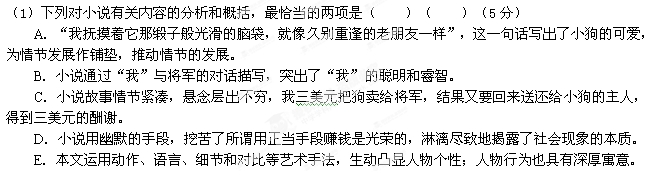 （1）下列对小说有关内容的分析和概括，最恰当的两项是（　　）（　　）（5分）
A．“我抚摸着它那缎子般光滑的脑袋，就像久别重逢的老朋友一样”，这一句话写出了小狗的可爱，
为情节发展作铺垫，推动情节的发展。
B．小说通过“我”与将军的对话描写，突出了“我”的聪明和睿智。
C．小说故事情节紧凑，悬念层出不穷，我三美元把狗卖给将军，结果又要回来送还给小狗的主人，
得到三美元的酬谢。
D．小说用幽默的手段，挖苦了所谓用正当手段赚钱是光荣的，淋漓尽致地揭露了社会现象的本质。
E．本文运用动作、语言、细节和对比等艺术手法，生动凸显人物个性；人物行为也具有深厚寓意。